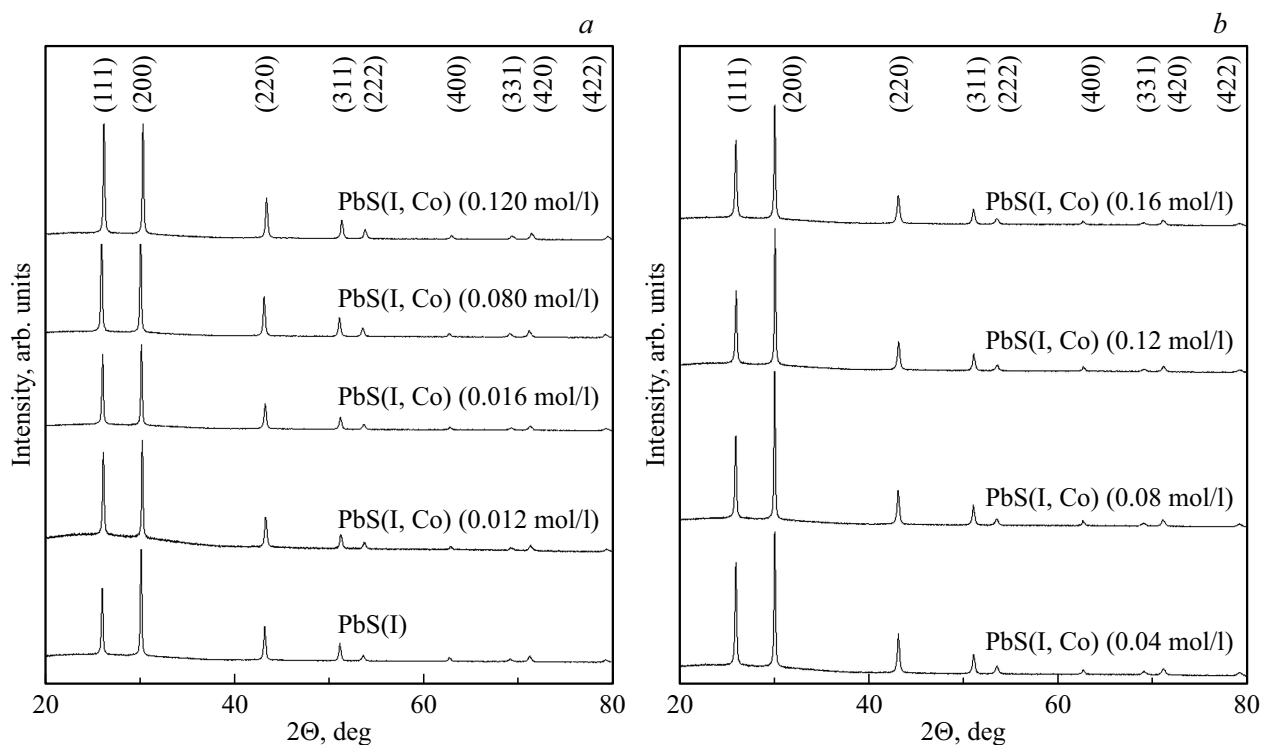 a
(111) (200) (220) (311) (222) (400) (331) (420) (422)
PbS(I, Co) (0.120 mol/l)
PbS(I, Co) (0.080 mol/l)
PbS(I, Co) (0.016 mol/l)
PbS(I, Co) (0.012 mol/l)
PbS(I)
Intensity, arb. units
20 40 60 80
2Θ, deg
b
(111) (200) (220) (311) (222) (400) (331) (420) (422)
PbS(I, Co) (0.16 mol/l)
PbS(I, Co) (0.12 mol/l)
PbS(I, Co) (0.08 mol/l)
PbS(I, Co) (0.04 mol/l)
Intensity, arb. units
20 40 60 80
2Θ, deg